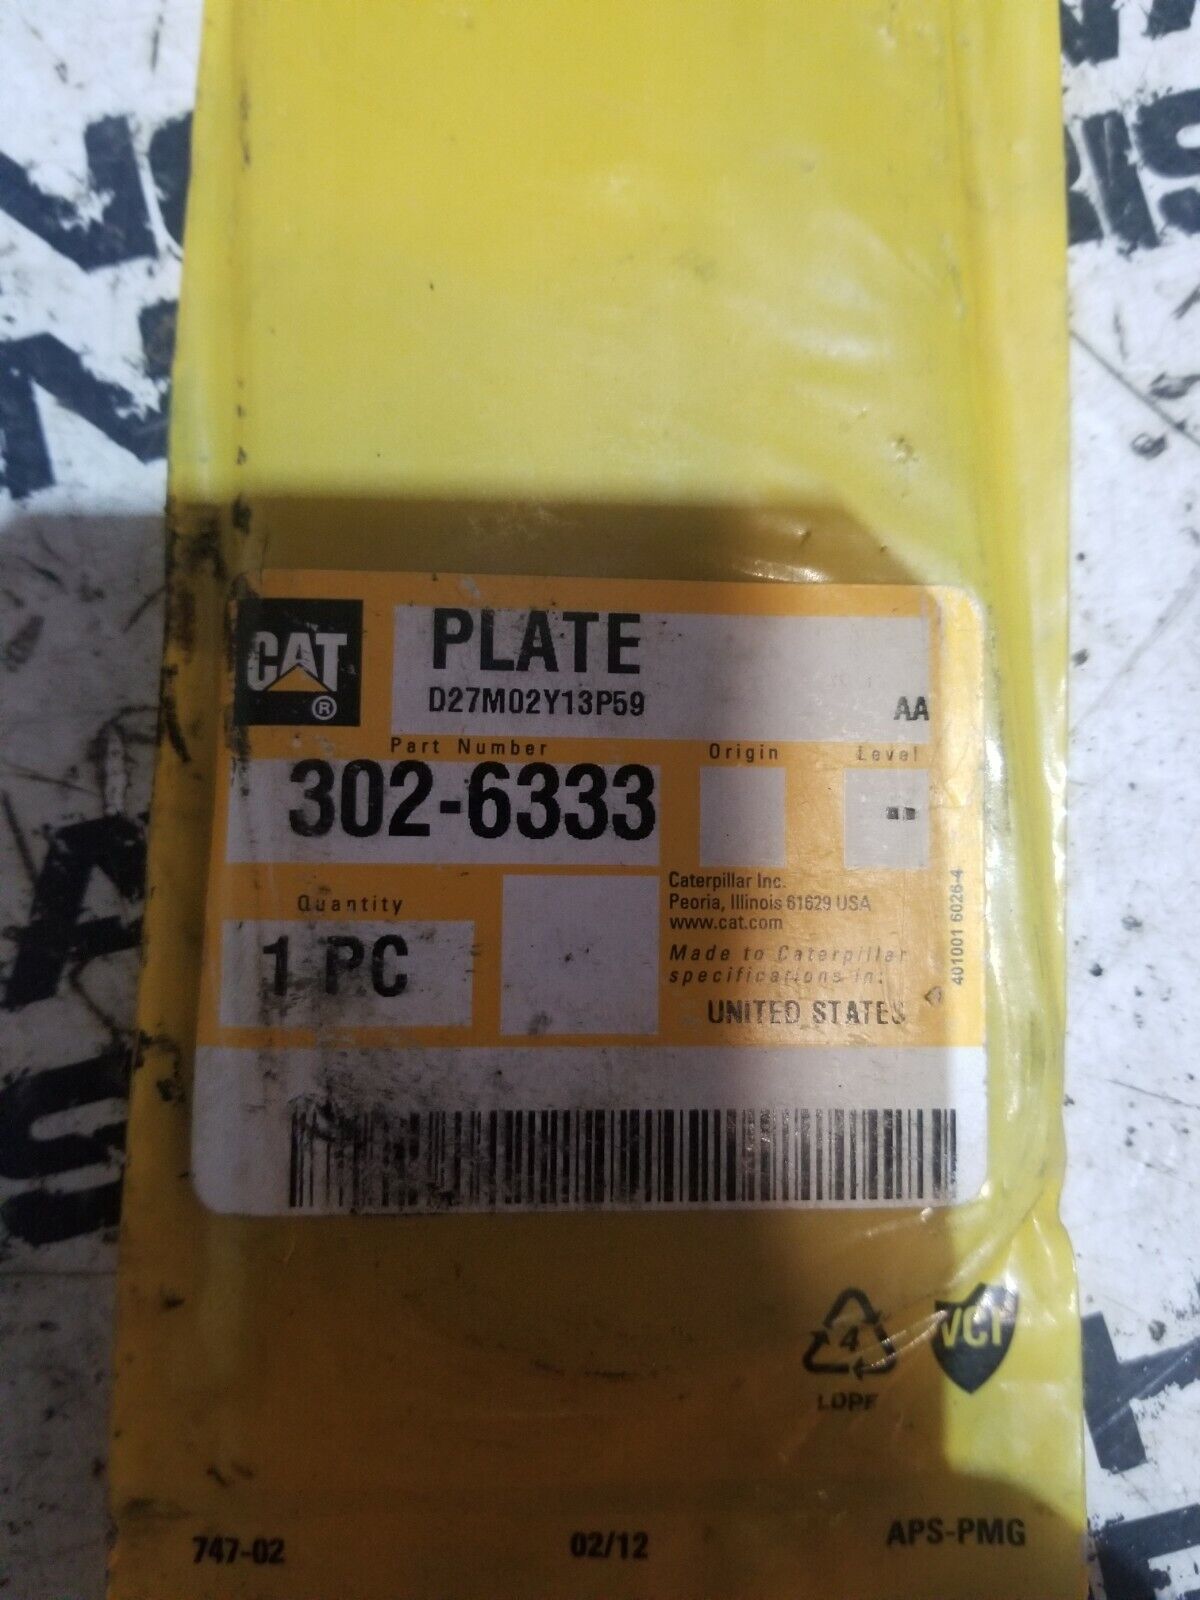 CAT
®
PLATE
D27M02Y13P59
AA
Part Number
Origin
Level
302-6333
--
Quantity
1 PC
Caterpillar Inc.
Peoria, Illinois 61629 USA
www.cat.com
Made to Caterpillar
specifications in:
UNITED STATES
401001 6026-4
4
LDPE
VCI
747-02
02/12
APS-PMG